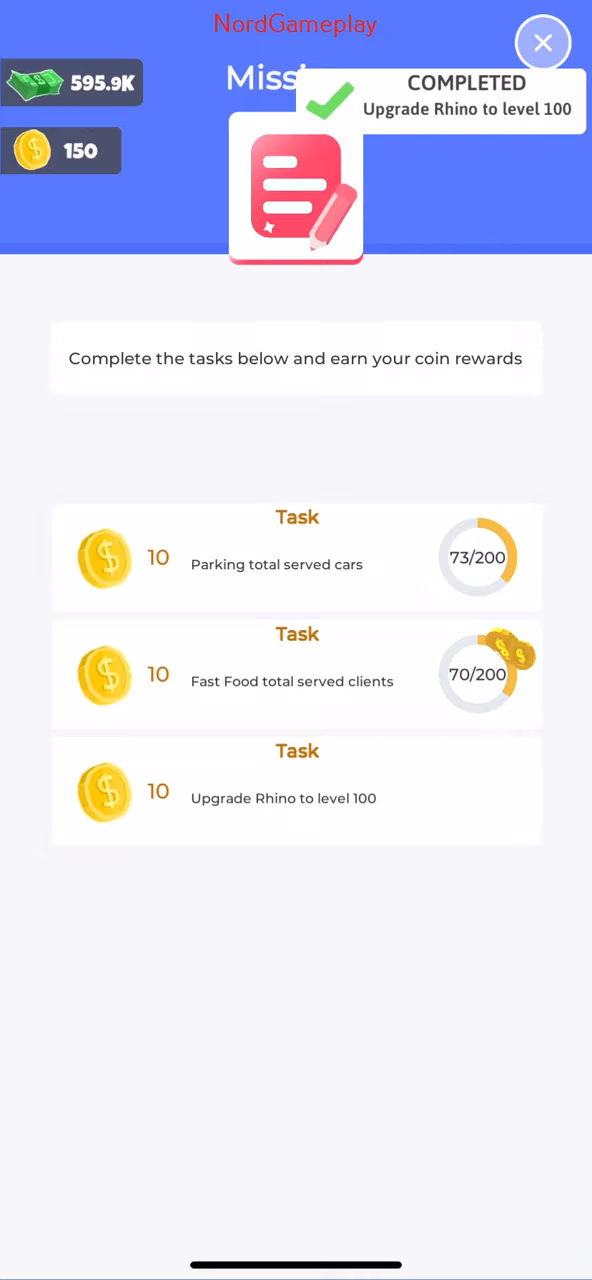 NordGameplay
595.9K
Missi
COMPLETED
Upgrade Rhino to level 100
150
Complete the tasks below and earn your coin rewards
Task
10
Parking total served cars
73/200
Task
10
Fast Food total served clients
70/200
Task
10
Upgrade Rhino to level 100